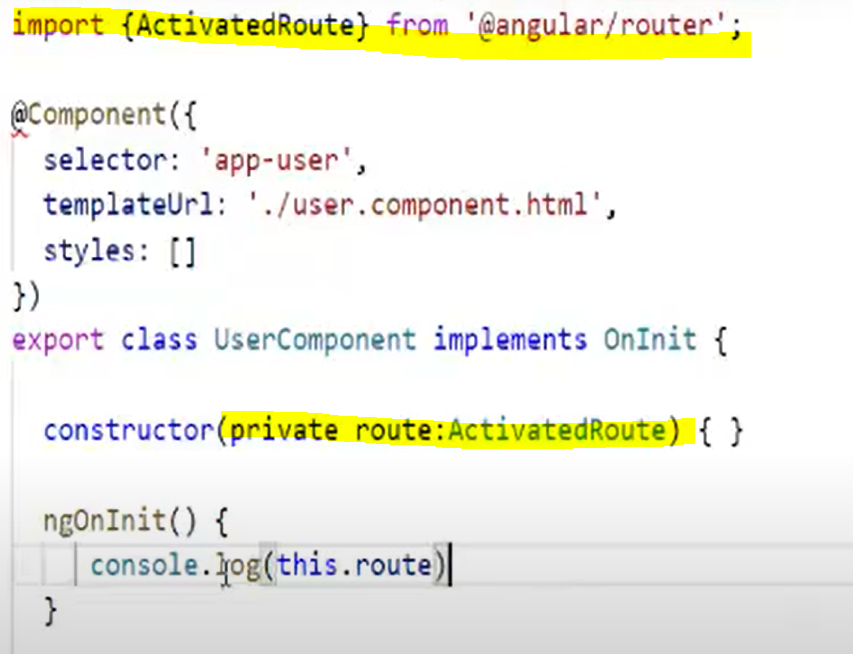 import {ActivatedRoute} from '@angular/router';
@Component({
selector: 'app-user',
templateUrl: './user.component.html',
styles: []
})
export class UserComponent implements OnInit {
constructor(private route:ActivatedRoute) { }
ngOnInit() {
console.log(this.route)
}